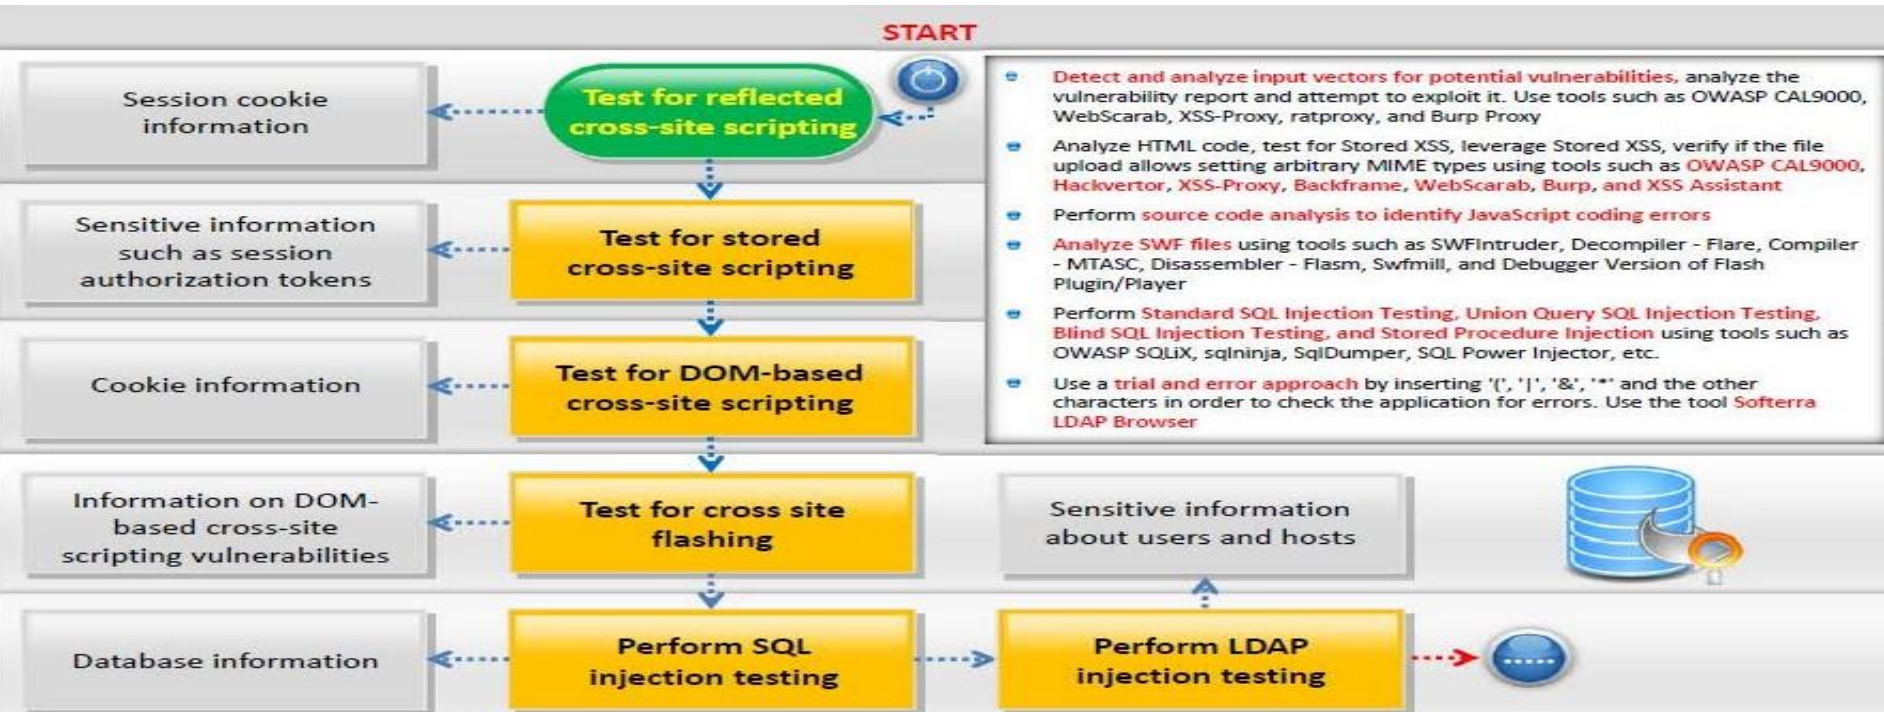 START
Session cookie
information
Test for reflected
cross-site scripting
Sensitive information
such as session
authorization tokens
Test for stored
cross-site scripting
Cookie information
Test for DOM-based
cross-site scripting
Information on DOM-
based cross-site
scripting vulnerabilities
Test for cross site
flashing
Database information
Perform SQL
injection testing
Sensitive information
about users and hosts
Perform LDAP
injection testing
Detect and analyze input vectors for potential vulnerabilities, analyze the
vulnerability report and attempt to exploit it. Use tools such as OWASP CAL9000,
WebScarab, XSS-Proxy, ratproxy, and Burp Proxy
Analyze HTML code, test for Stored XSS, leverage Stored XSS, verify if the file
upload allows setting arbitrary MIME types using tools such as OWASP CAL9000,
Hackvertor, XSS-Proxy, Backframe, WebScarab, Burp, and XSS Assistant
Perform source code analysis to identify JavaScript coding errors
Analyze SWF files using tools such as SWFIntruder, Decompiler - Flare, Compiler
- MTASC, Disassembler - Flasm, Swfmill, and Debugger Version of Flash
Plugin/Player
Perform Standard SQL Injection Testing, Union Query SQL Injection Testing,
Blind SQL Injection Testing, and Stored Procedure Injection using tools such as
OWASP SQLiX, sqlninja, SqlDumper, SQL Power Injector, etc.
Use a trial and error approach by inserting '(', '|', '&', '*' and the other
characters in order to check the application for errors. Use the tool Softerra
LDAP Browser